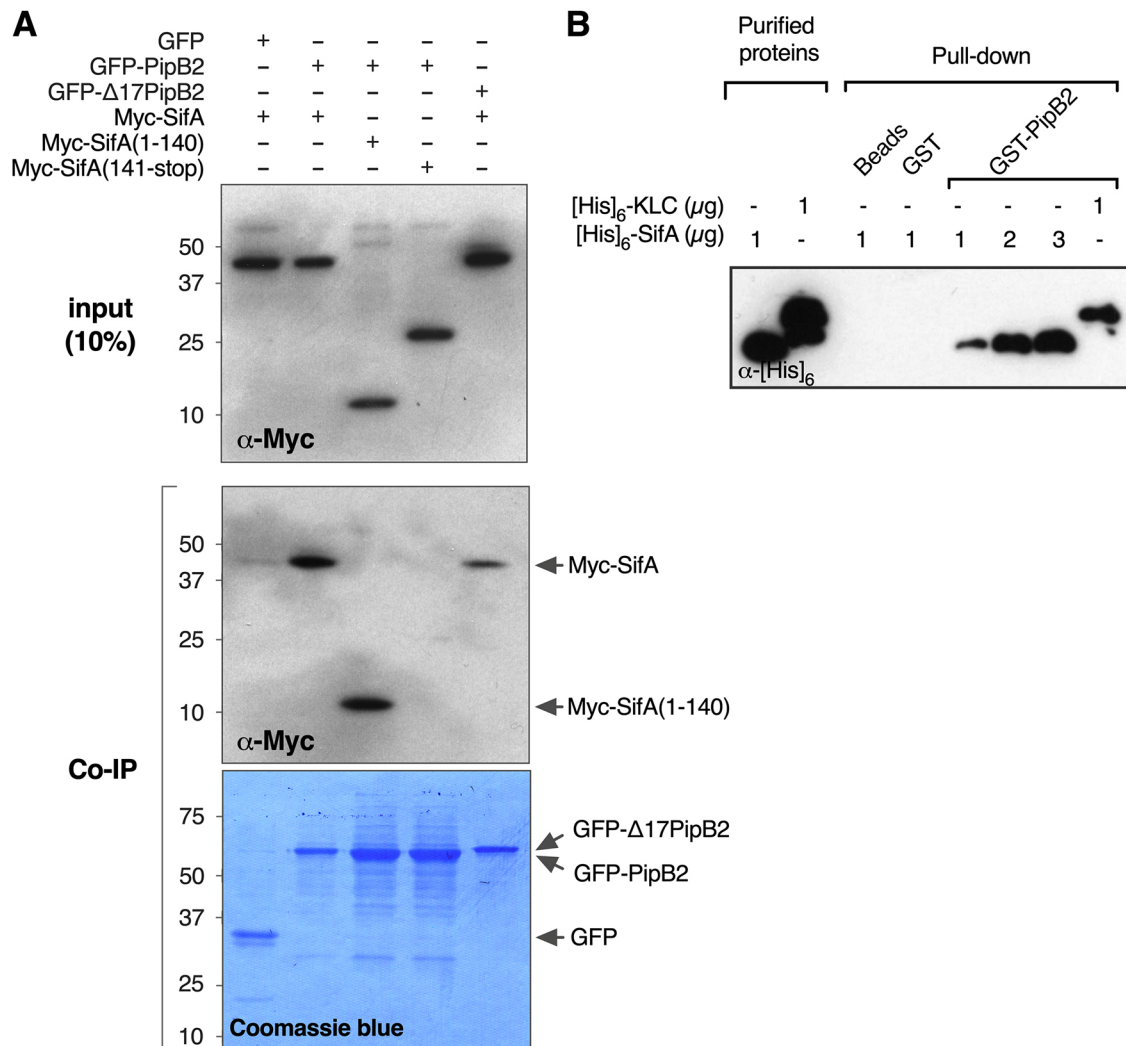 A
GFP + – – – –
GFP-PipB2 – + + + –
GFP-Δ17PipB2 – – – – +
Myc-SifA + + – – +
Myc-SifA(1-140) – – + – –
Myc-SifA(141-stop) – – – + –
input
(10%)
50
37
25
10
α-Myc
Co-IP
50
37
25
10
α-Myc
Myc-SifA
Myc-SifA(1-140)
75
50
37
25
10
Coomassie blue
GFP-Δ17PipB2
GFP-PipB2
GFP
B
Purified
proteins
Pull-down
Beads
GST
GST-PipB2
[His]6-KLC (µg) - 1 - - - - - 1
[His]6-SifA (µg) 1 - 1 1 1 2 3 -
α-[His]6